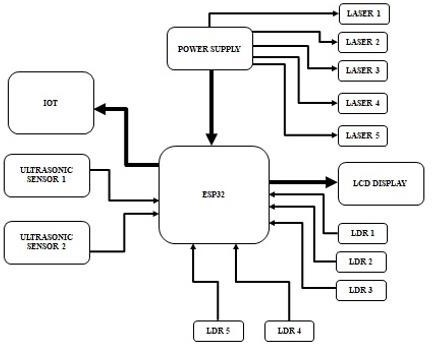 LASER 1
POWER SUPPLY
LASER 2
LASER 3
LASER 4
LASER 5
IOT
ULTRASONIC
SENSOR 1
ESP32
LCD DISPLAY
ULTRASONIC
SENSOR 2
LDR 1
LDR 2
LDR 3
LDR 5
LDR 4